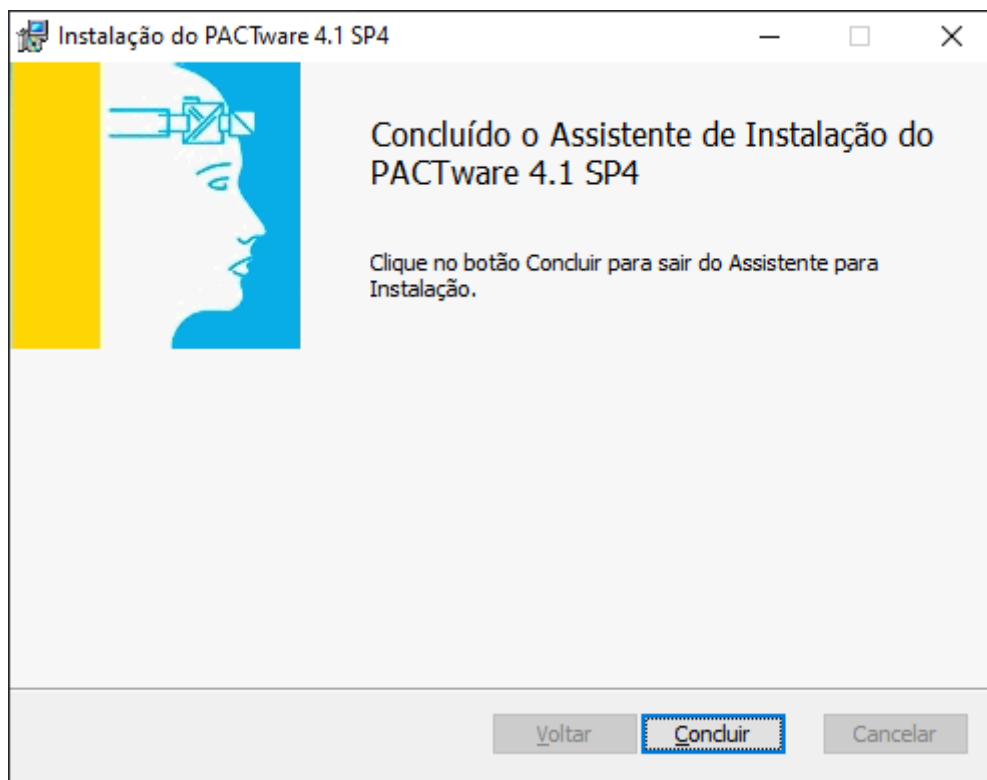 Instalação do PACTware 4.1 SP4
Concluído o Assistente de Instalação do
PACTware 4.1 SP4
Clique no botão Concluir para sair do Assistente para
Instalação.
Voltar
Concluir
Cancelar